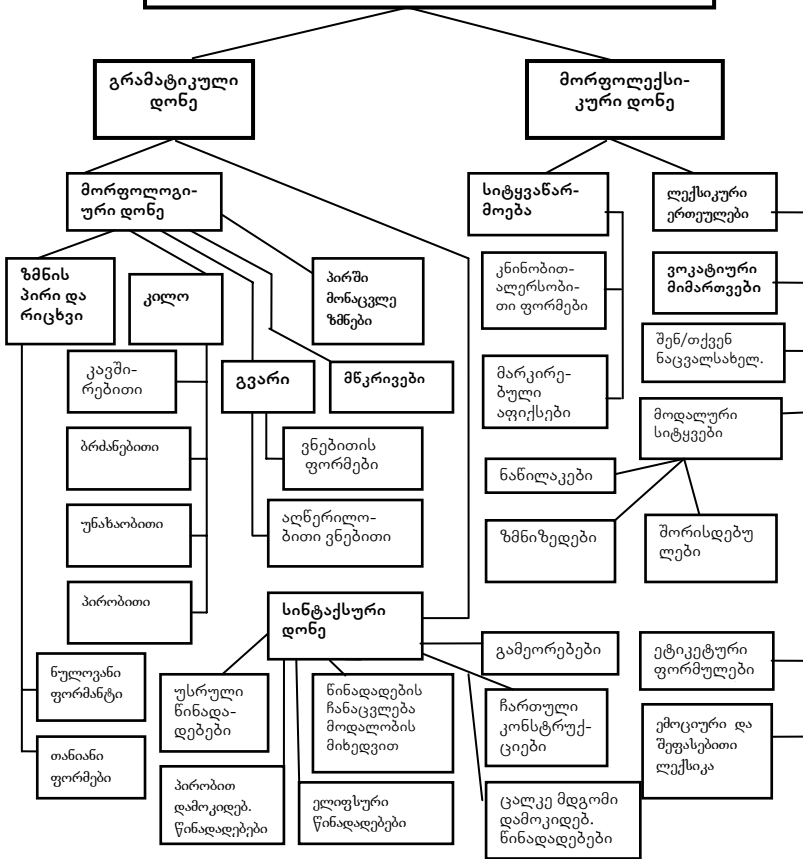 გრამატიკული
დონე
მორფოლექსი-
კური დონე
მორფოლოგი-
ური დონე
სიტყვაწარ-
მოება
ლექსიკური
ერთეულები
ზმნის
პირი და
რიცხვი
კილო
პირში
მონაცვლე
ზმნები
კნინობით-
ალერსობი-
თი ფორმები
ვოკატიური
მიმართვები
კავში-
რებითი
გვარი
მწკრივები
მარკირე-
ბული
აფიქსები
შენ/თქვენ
ნაცვალსახელ.
ბრძანებითი
ვნებითის
ფორმები
მოდალური
სიტყვები
ნაწილაკები
უნახაობითი
აღწერილო-
ბითი ვნებითი
ზმნიზედები
შორისდებუ
ლები
პირობითი
სინტაქსური
დონე
გამეორებები
ეტიკეტური
ფორმულები
ნულოვანი
ფორმანტი
უსრული
წინადა-
დებები
წინადადების
ჩანაცვლება
მოდალობის
მიხედვით
ჩართული
კონსტრუქ-
ციები
ემოციური და
შეფასებითი
ლექსიკა
თანიანი
ფორმები
პირობით
დამოკიდებ.
წინადადებები
ელიფსური
წინადადებები
ცალკე მდგომი
დამოკიდებ.
წინადადებები